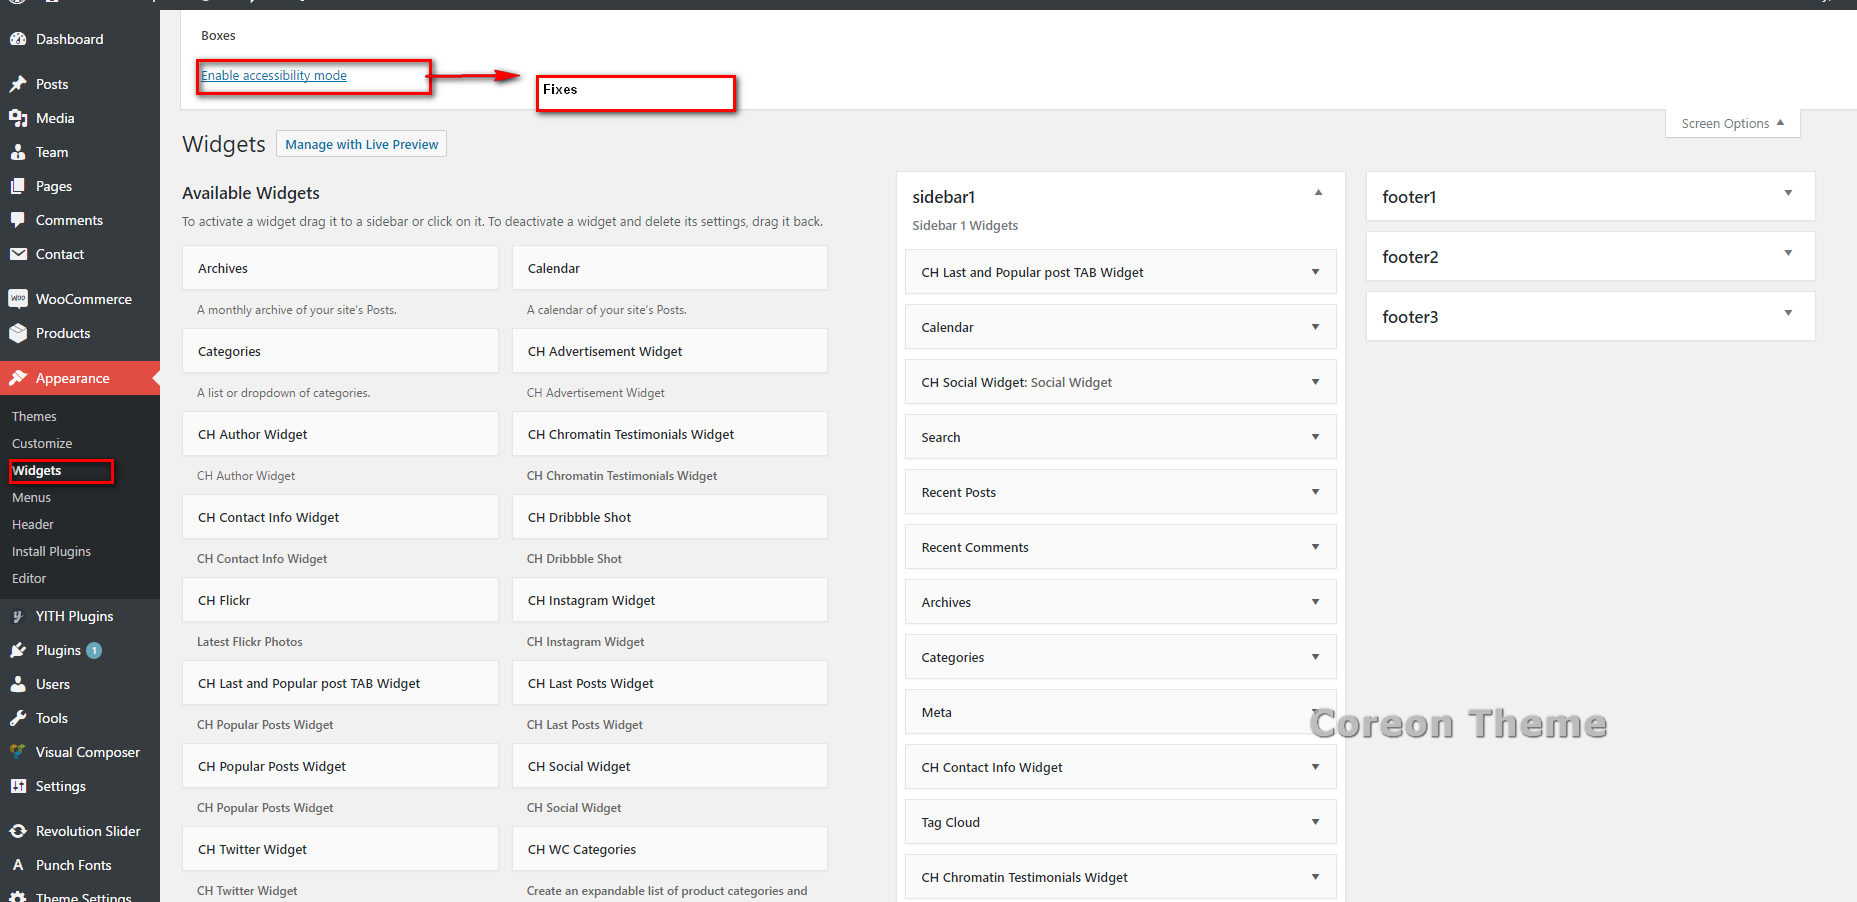 Dashboard
Posts
Media
Team
Pages
Comments
Contact
WOO
WooCommerce
Products
Appearance
Themes
Customize
Widgets
Menus
Header
Install Plugins
Editor
YITH Plugins
Plugins 1
Users
Tools
Visual Composer
Settings
Revolution Slider
A Punch Fonts
Theme Settings
Boxes
Enable accessibility mode
Fixes
Screen Options
Widgets
Manage with Live Preview
Available Widgets
To activate a widget drag it to a sidebar or click on it. To deactivate a widget and delete its settings, drag it back.
Archives
Calendar
A monthly archive of your site's Posts.
A calendar of your site's Posts.
Categories
CH Advertisement Widget
A list or dropdown of categories.
CH Advertisement Widget
CH Author Widget
CH Chromatin Testimonials Widget
CH Author Widget
CH Chromatin Testimonials Widget
CH Contact Info Widget
CH Dribbble Shot
CH Contact Info Widget
CH Dribbble Shot
CH Flickr
CH Instagram Widget
Latest Flickr Photos
CH Instagram Widget
CH Last and Popular post TAB Widget
CH Last Posts Widget
CH Popular Posts Widget
CH Last Posts Widget
CH Popular Posts Widget
CH Social Widget
CH Popular Posts Widget
CH Social Widget
CH Twitter Widget
CH WC Categories
CH Twitter Widget
Create an expandable list of product categories and
sidebar1
Sidebar 1 Widgets
CH Last and Popular post TAB Widget
Calendar
CH Social Widget: Social Widget
Search
Recent Posts
Recent Comments
Archives
Categories
Meta
CH Contact Info Widget
Tag Cloud
CH Chromatin Testimonials Widget
footer1
footer2
footer3
Coreon Theme